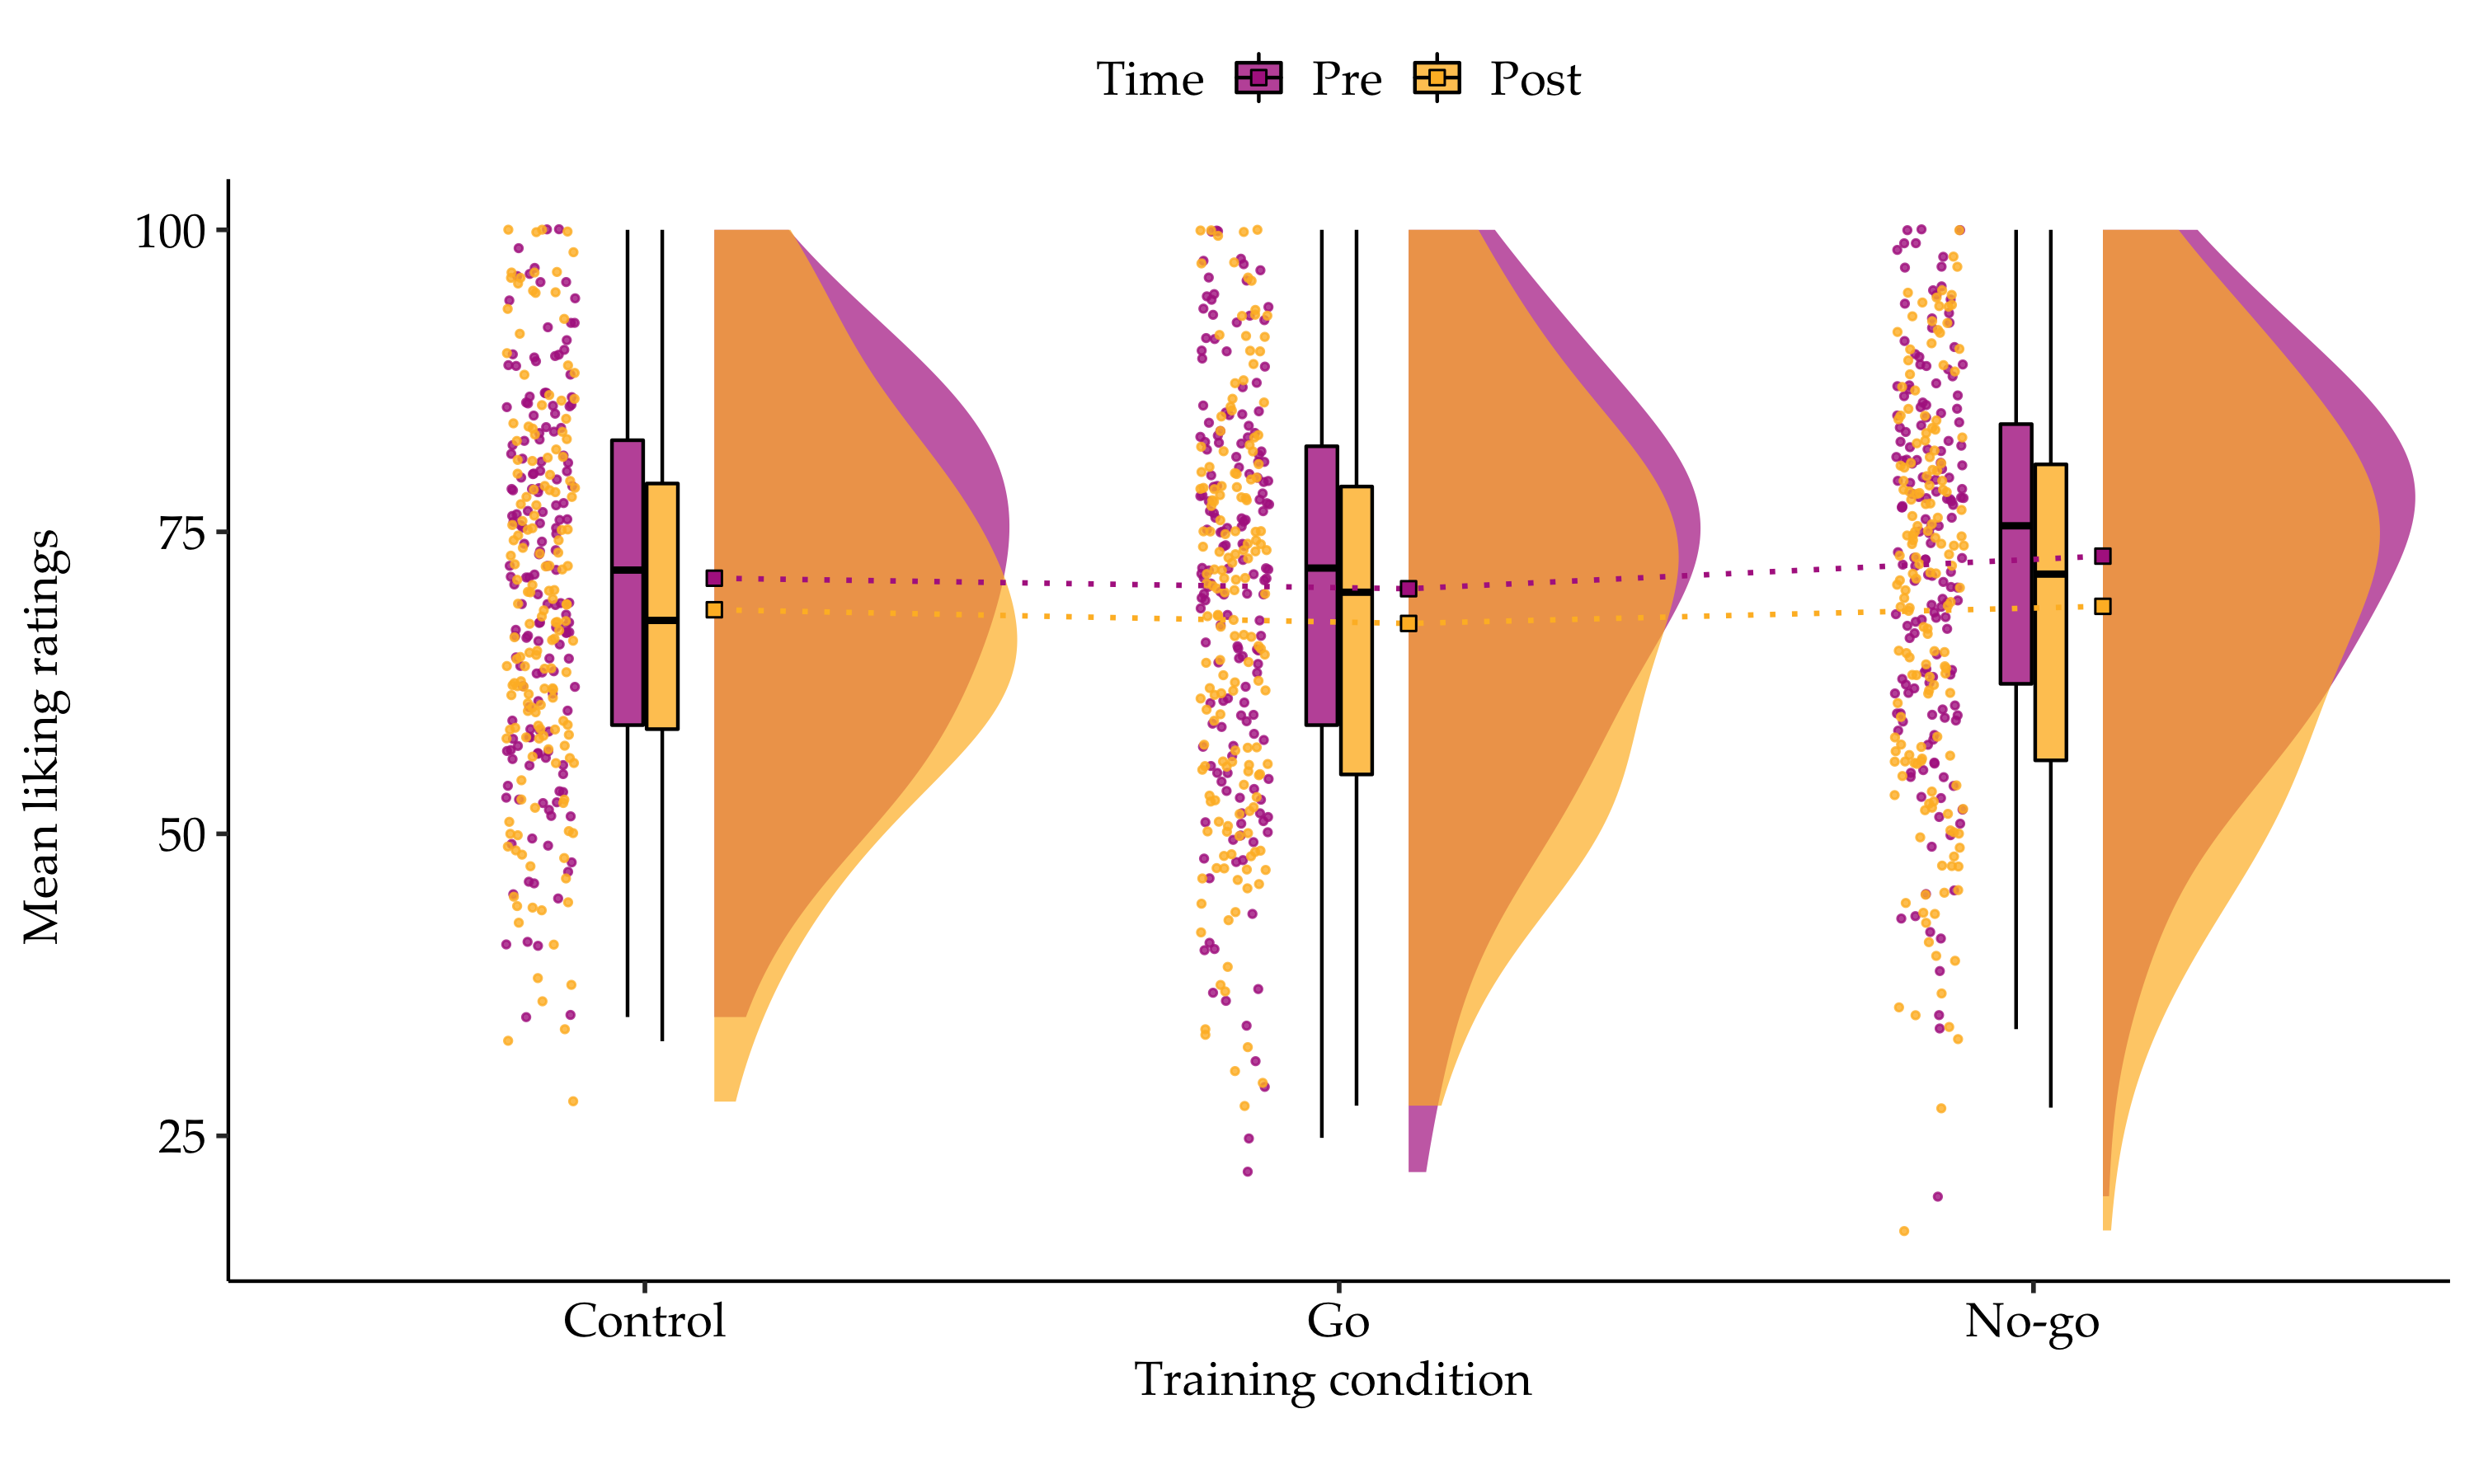 Time Pre Post
Mean liking ratings
100
75
50
25
Control Go No-go
Training condition